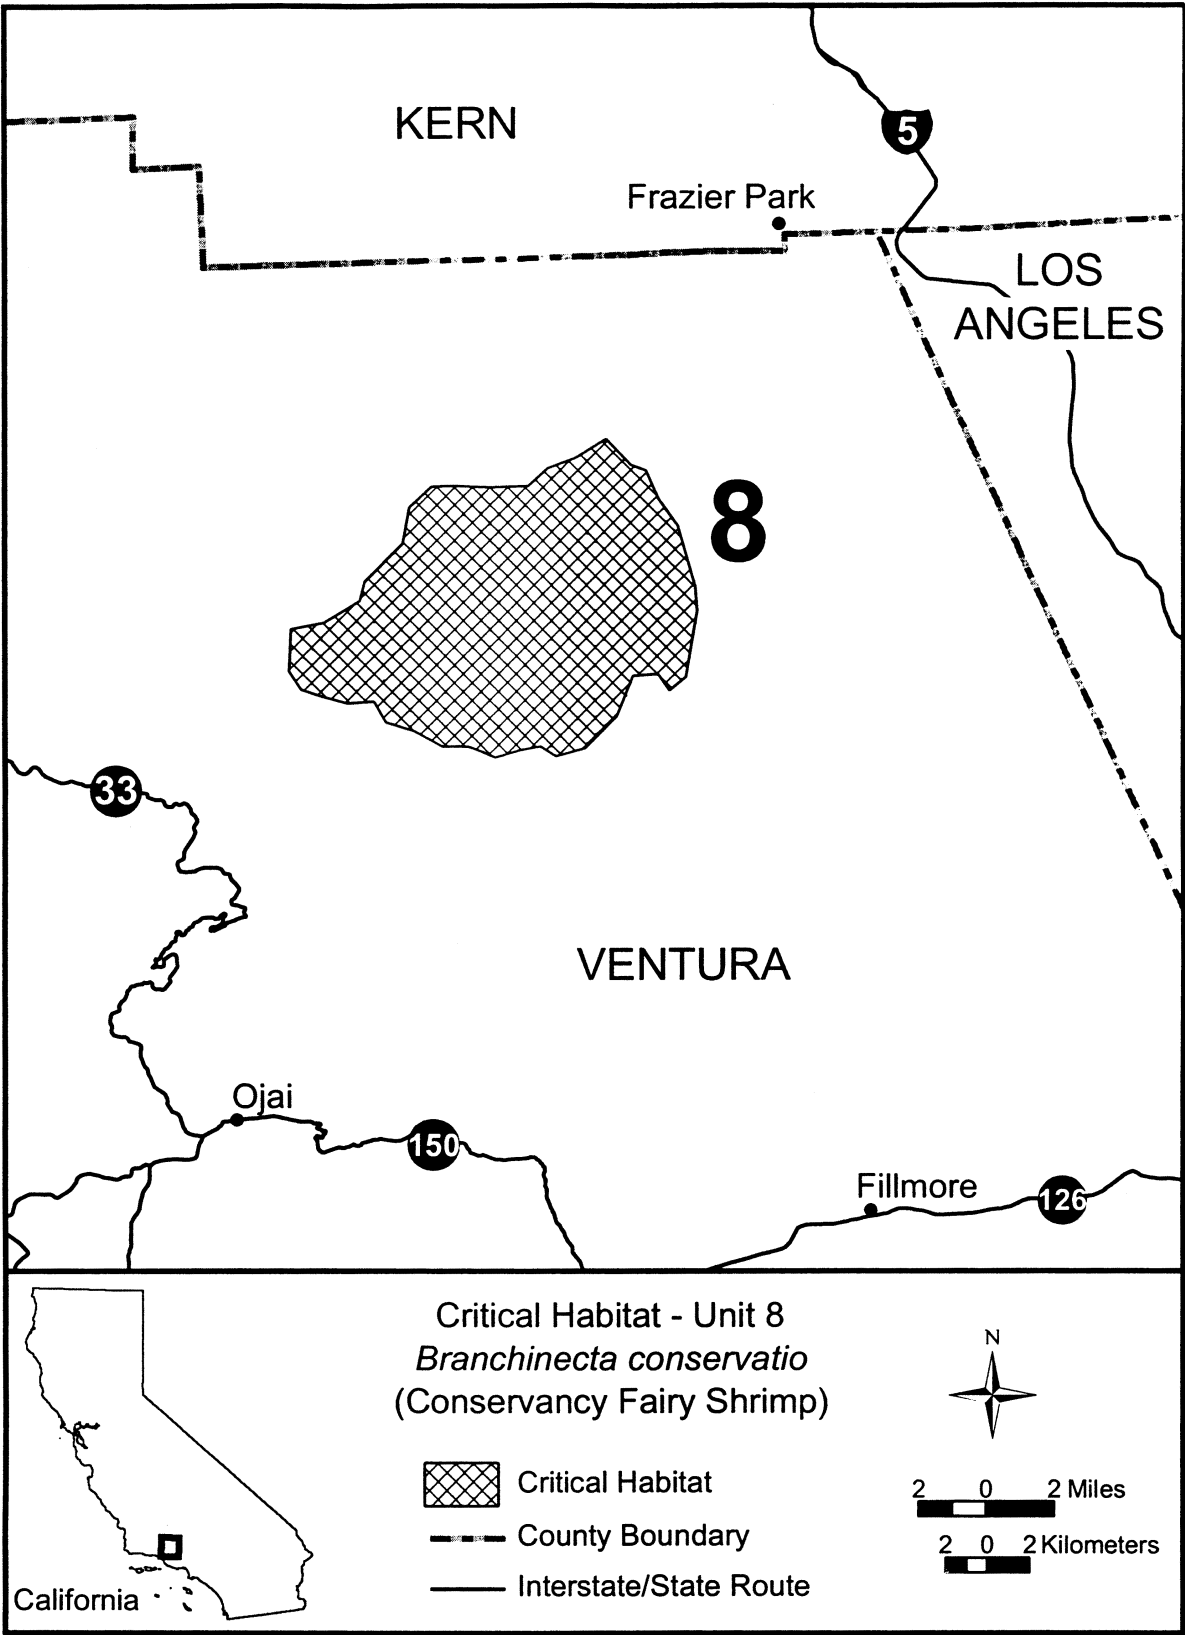 KERN
5
Frazier Park
LOS
ANGELES
8
33
VENTURA
Ojai
150
Fillmore
126
California
Critical Habitat - Unit 8
Branchinecta conservatio
(Conservancy Fairy Shrimp)
Critical Habitat
County Boundary
Interstate/State Route
N
2 0 2 Miles
2 0 2 Kilometers